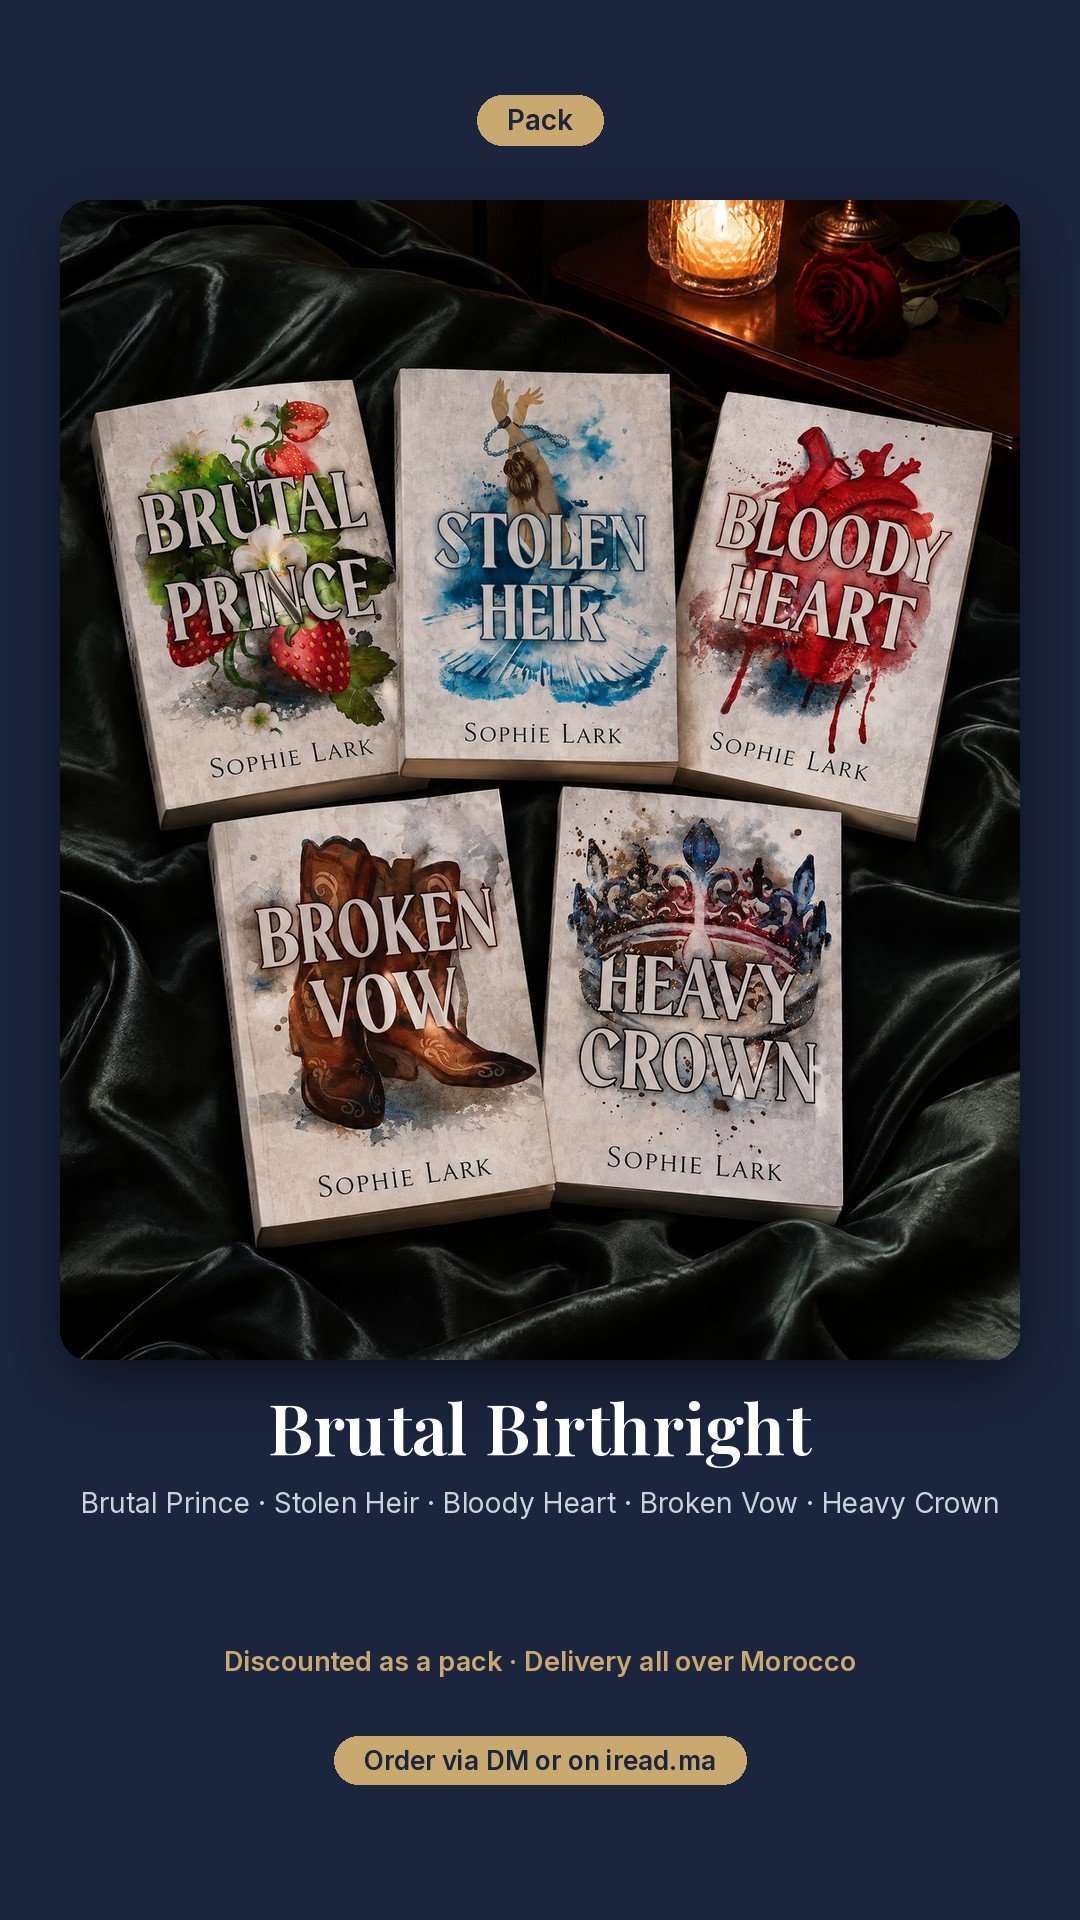 Pack
BRUTAL
PRINCE
SOPHIE LARK
STOLEN
HEIR
SOPHIE LARK
BLOODY
HEART
SOPHIE LARK
BROKEN
VOW
SOPHIE LARK
HEAVY
CROWN
SOPHIE LARK
Brutal Birthright
Brutal Prince · Stolen Heir · Bloody Heart · Broken Vow · Heavy Crown
Discounted as a pack · Delivery all over Morocco
Order via DM or on iread.ma